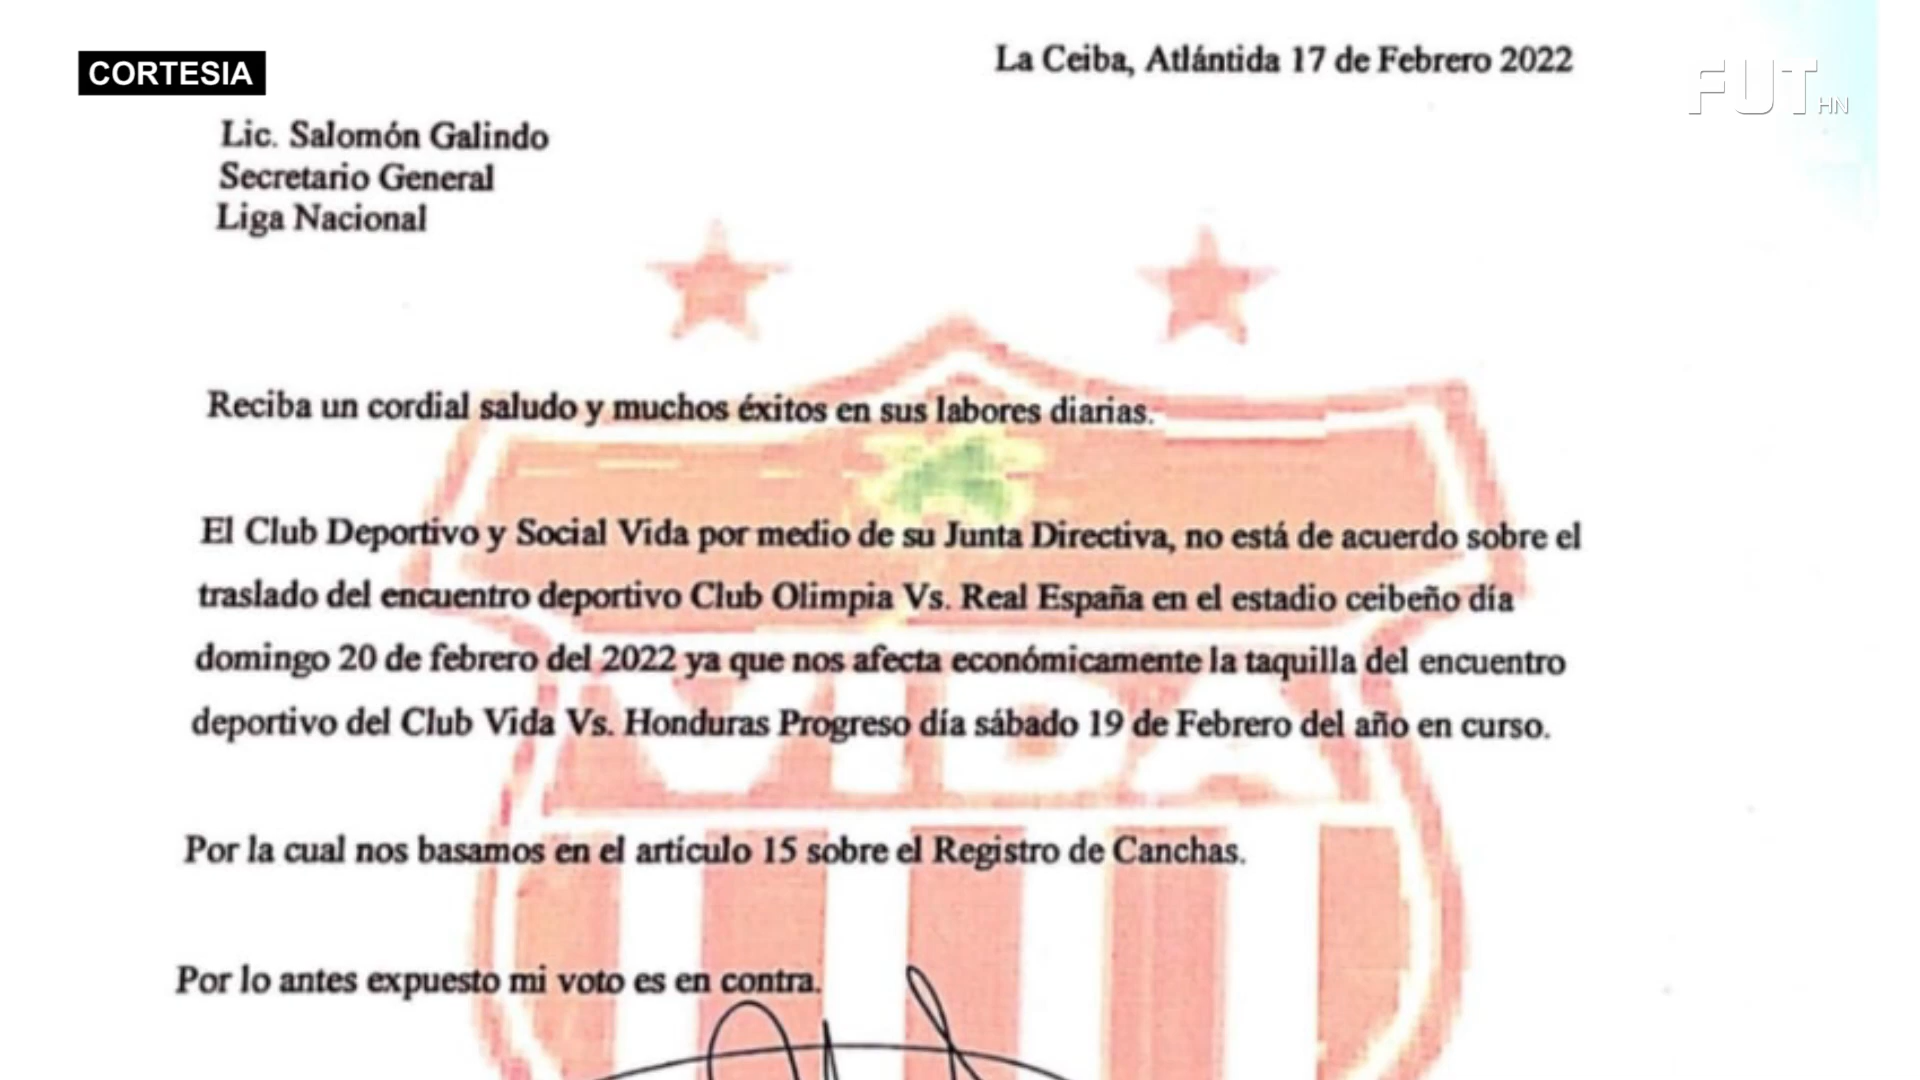 La Ceiba, Atlántida 17 de Febrero 2022
CORTESIA
FUT HN
Lic. Salomón Galindo
Secretario General
Liga Nacional
Reciba un cordial saludo y muchos éxitos en sus labores diarias.
El Club Deportivo y Social Vida por medio de su Junta Directiva, no está de acuerdo sobre el
traslado del encuentro deportivo Club Olimpia Vs. Real España en el estadio ceibeño día
domingo 20 de febrero del 2022 ya que nos afecta económicamente la taquilla del encuentro
deportivo del Club Vida Vs. Honduras Progreso día sábado 19 de Febrero del año en curso.
VIDA
Por la cual nos basamos en el artículo 15 sobre el Registro de Canchas.
Por lo antes expuesto mi voto es en contra.